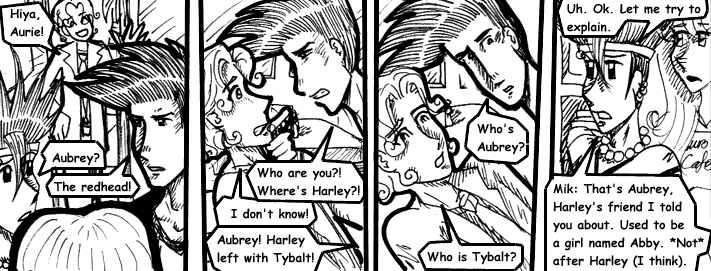 Hiya,
Aurie!
Aubrey?
The redhead!
Who are you?!
Where's Harley?!
I don't know!
Aubrey! Harley
left with Tybalt!
Who's
Aubrey?
Who is Tybalt?
Uh. Ok. Let me try to
explain.
Cafe
Mik: That's Aubrey,
Harley's friend I told
you about. Used to be
a girl named Abby. *Not*
after Harley (I think).